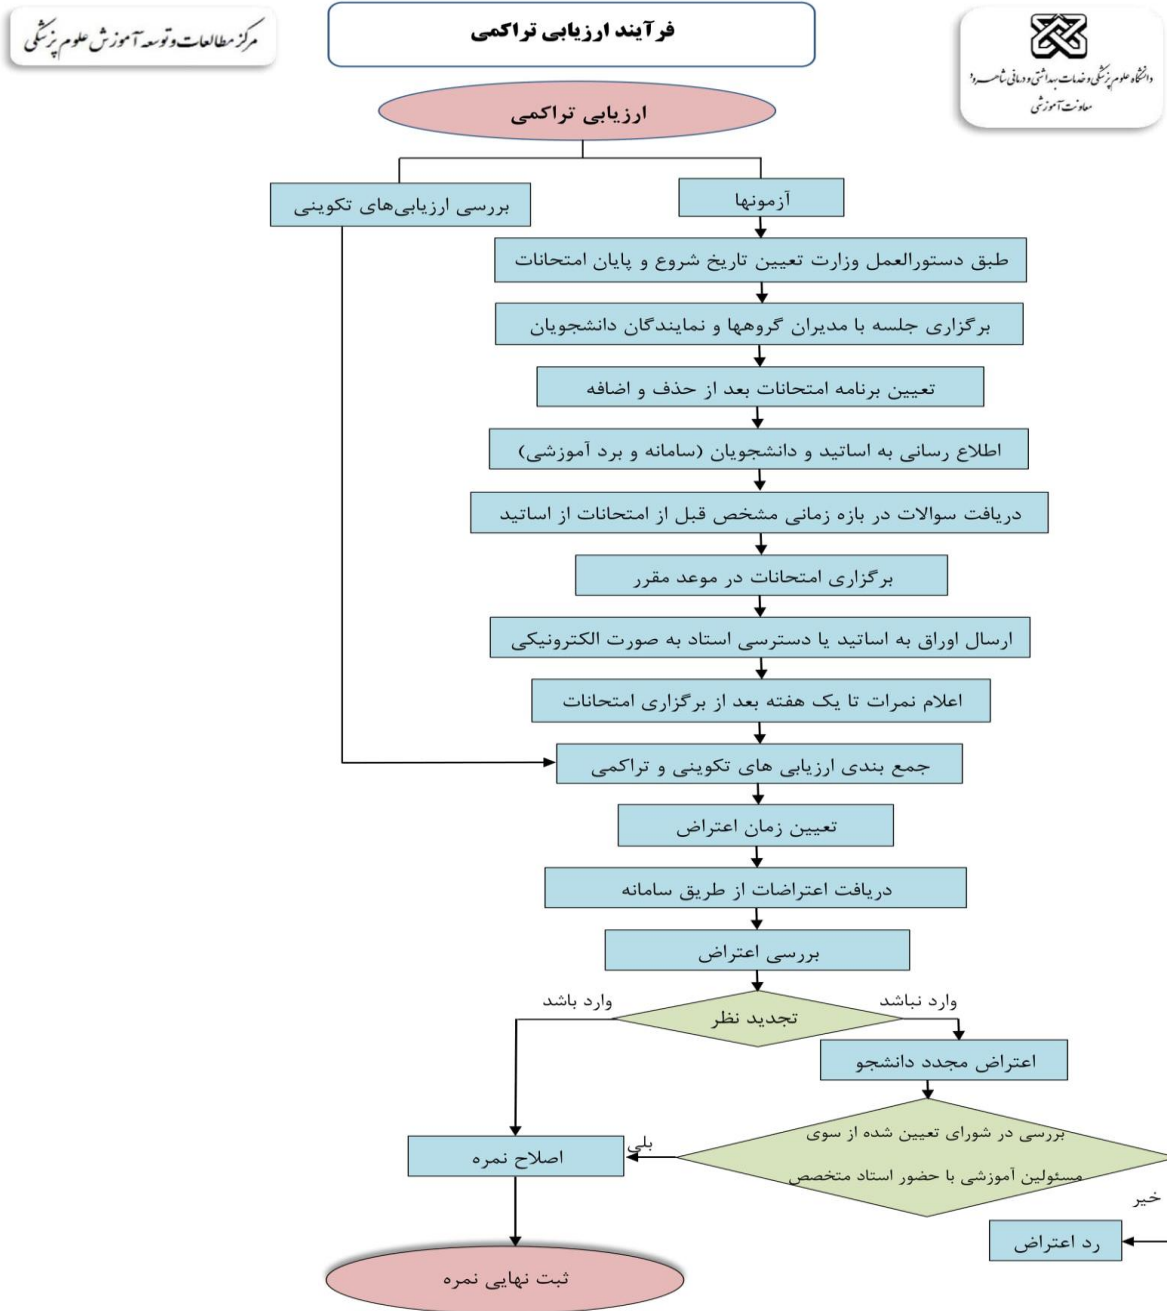 دانشگاه علوم پزشکی و خدمات بهداشتی و درمانی شاهرود
معاونت آموزشی
فرآیند ارزیابی تراکمی
مرکز مطالعات و توسعه آموزش علوم پزشکی
ارزیابی تراکمی
آزمونها
بررسی ارزیابی‌های تکوینی
طبق دستورالعمل وزارت تعیین تاریخ شروع و پایان امتحانات
برگزاری جلسه با مدیران گروهها و نمایندگان دانشجویان
تعیین برنامه امتحانات بعد از حذف و اضافه
اطلاع رسانی به اساتید و دانشجویان (سامانه و برد آموزشی)
دریافت سوالات در بازه زمانی مشخص قبل از امتحانات از اساتید
برگزاری امتحانات در موعد مقرر
ارسال اوراق به اساتید یا دسترسی استاد به صورت الکترونیکی
اعلام نمرات تا یک هفته بعد از برگزاری امتحانات
جمع بندی ارزیابی های تکوینی و تراکمی
تعیین زمان اعتراض
دریافت اعتراضات از طریق سامانه
بررسی اعتراض
وارد نباشد
تجدید نظر
وارد باشد
اعتراض مجدد دانشجو
بررسی در شورای تعیین شده از سوی
مسئولین آموزشی با حضور استاد متخصص
بلی
اصلاح نمره
خیر
رد اعتراض
ثبت نهایی نمره